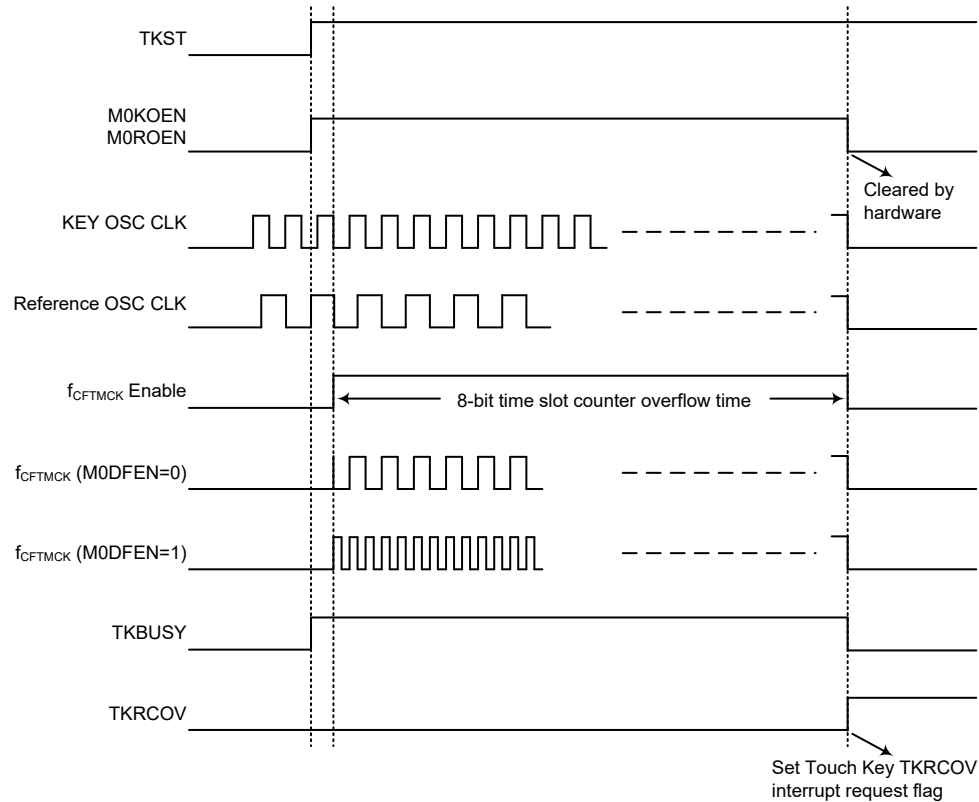 TKST
M0KOEN
M0ROEN
Cleared by
hardware
KEY OSC CLK
Reference OSC CLK
fCFTMCK Enable
8-bit time slot counter overflow time
fCFTMCK (M0DFEN=0)
fCFTMCK (M0DFEN=1)
TKBUSY
TKRCOV
Set Touch Key TKRCOV
interrupt request flag